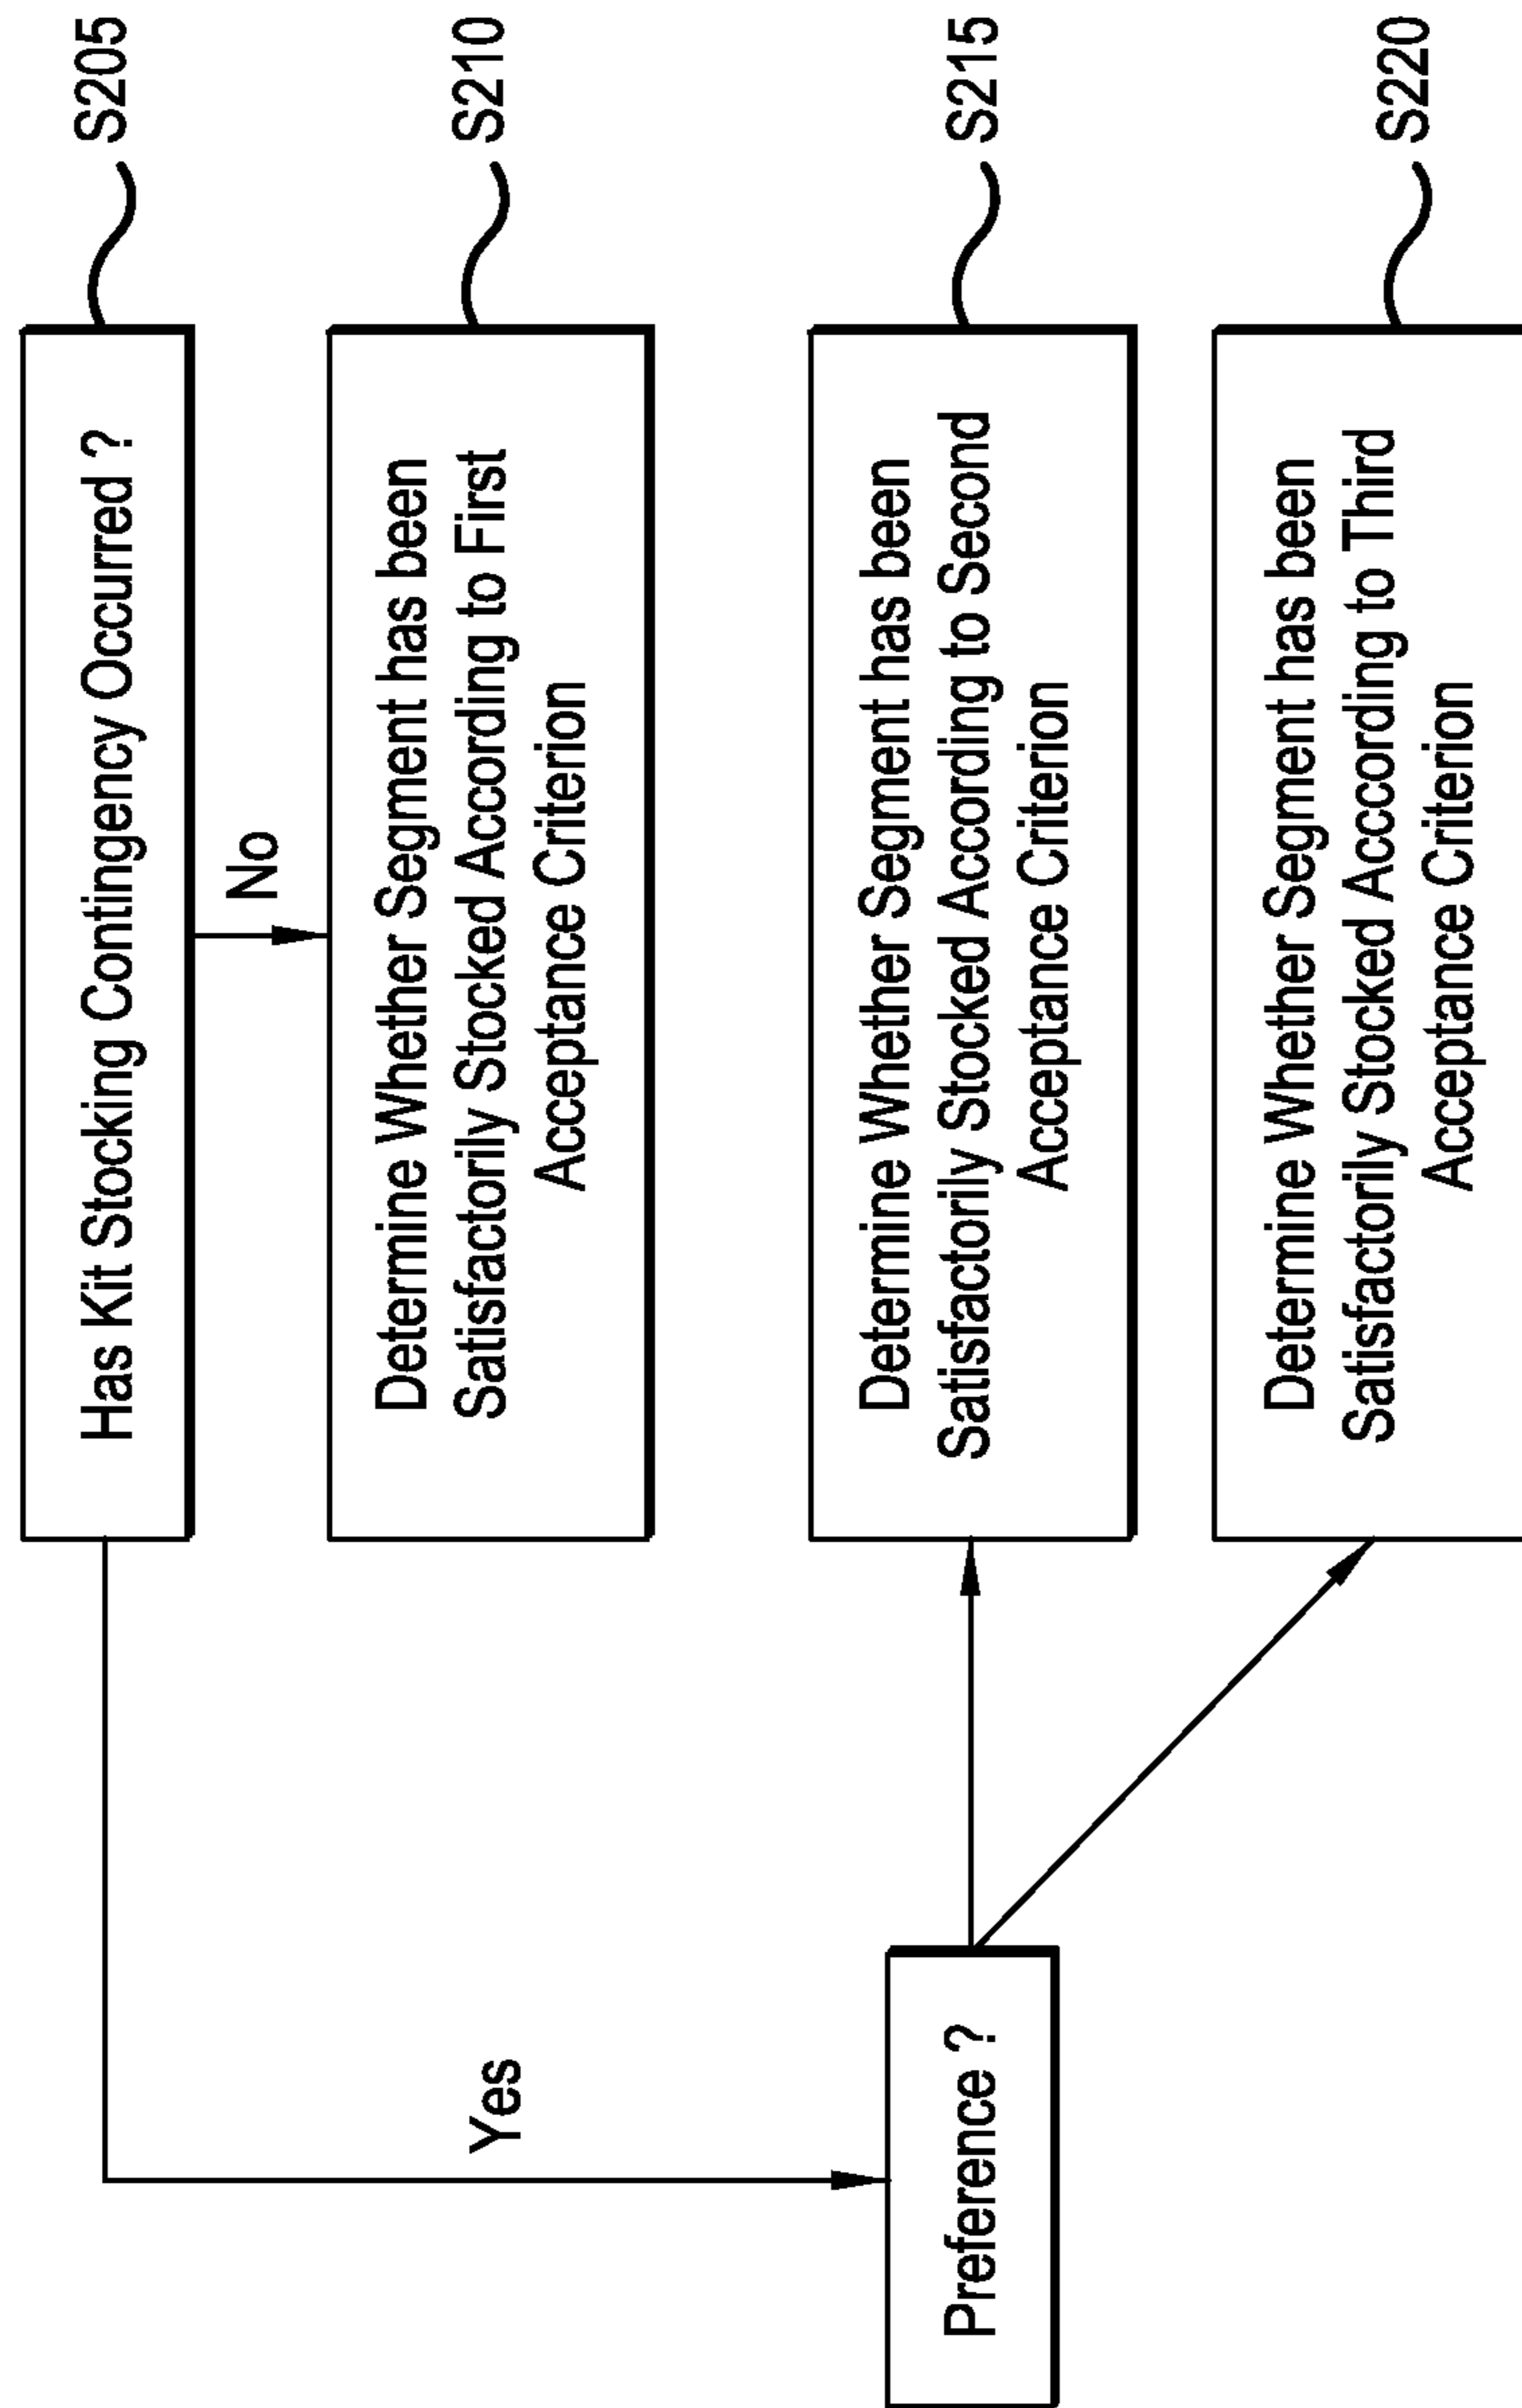 Has Kit Stocking Contingency Occurred ?
S205
No
Determine Whether Segment has been
Satisfactorily Stocked According to First
Acceptance Criterion
S210
Yes
Preference ?
Determine Whether Segment has been
Satisfactorily Stocked According to Second
Acceptance Criterion
S215
Determine Whether Segment has been
Satisfactorily Stocked According to Third
Acceptance Criterion
S220